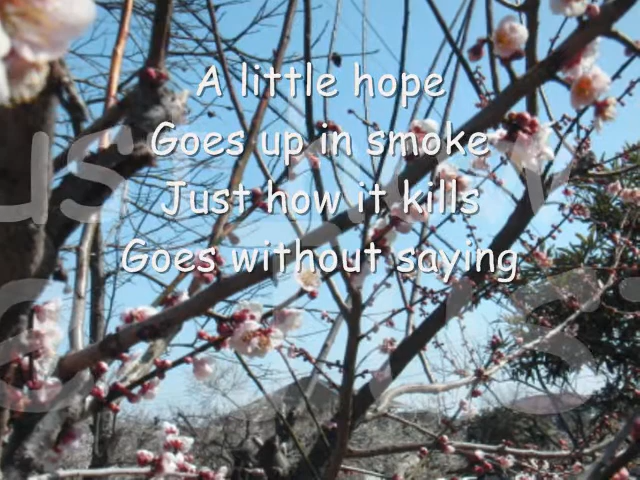 A little hope
Goes up in smoke
Just how it kills
Goes without saying